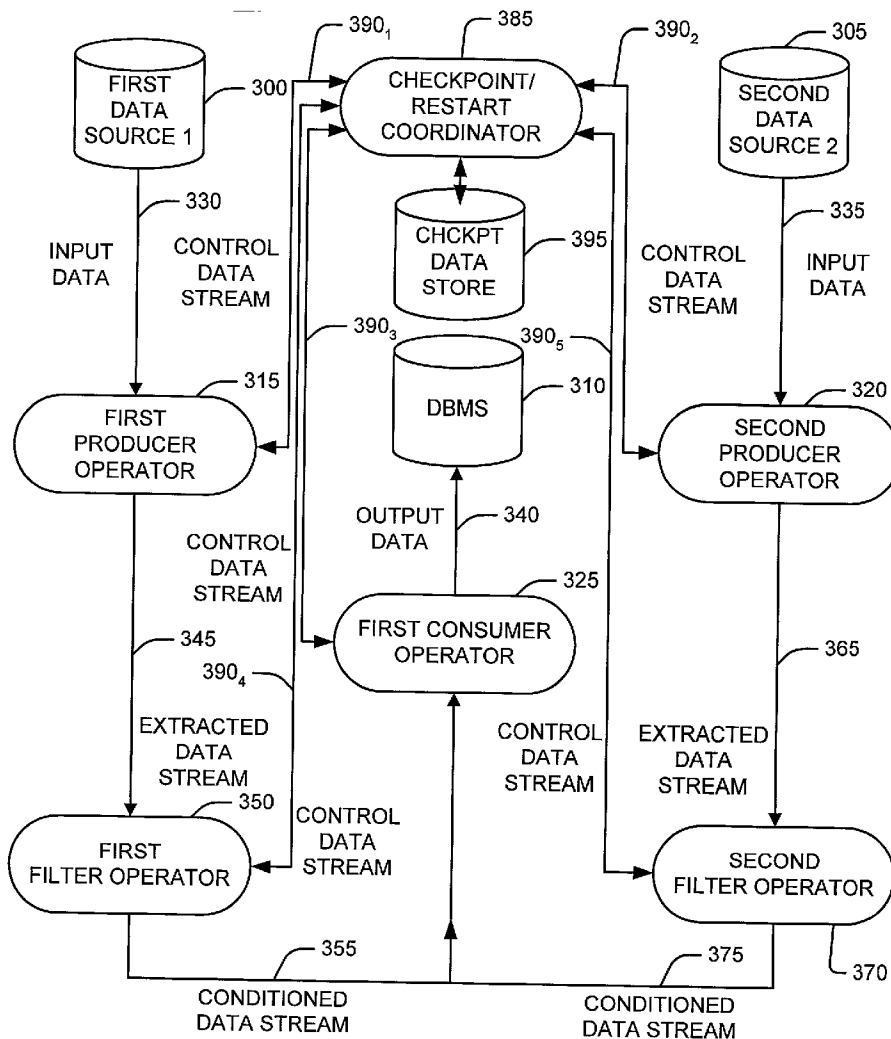 390₁
385
390₂
305
FIRST
DATA
SOURCE 1
300
CHECKPOINT/
RESTART
COORDINATOR
SECOND
DATA
SOURCE 2
330
INPUT
DATA
CONTROL
DATA
STREAM
CHCKPT
DATA
STORE
395
335
CONTROL
DATA
STREAM
INPUT
DATA
390₃
390₅
315
FIRST
PRODUCER
OPERATOR
DBMS
310
320
SECOND
PRODUCER
OPERATOR
OUTPUT
DATA
340
CONTROL
DATA
STREAM
325
FIRST CONSUMER
OPERATOR
345
365
390₄
EXTRACTED
DATA
STREAM
CONTROL
DATA
STREAM
EXTRACTED
DATA
STREAM
350
FIRST
FILTER OPERATOR
CONTROL
DATA
STREAM
SECOND
FILTER OPERATOR
355
375
370
CONDITIONED
DATA STREAM
CONDITIONED
DATA STREAM